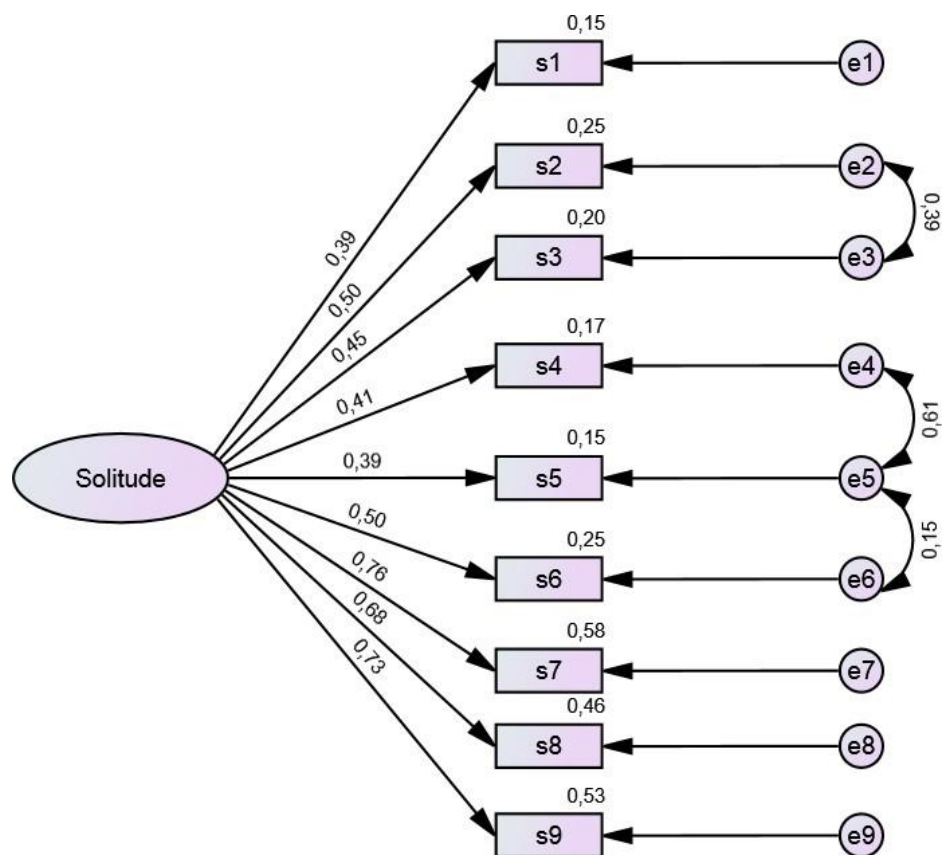 0,15
s1
e1
0,25
s2
e2
0,39
0,20
s3
e3
0,39
0,50
0,45
0,17
s4
e4
0,41
0,61
Solitude
0,39
0,15
s5
e5
0,50
0,15
0,25
s6
e6
0,76
0,68
0,73
0,58
s7
e7
0,46
s8
e8
0,53
s9
e9